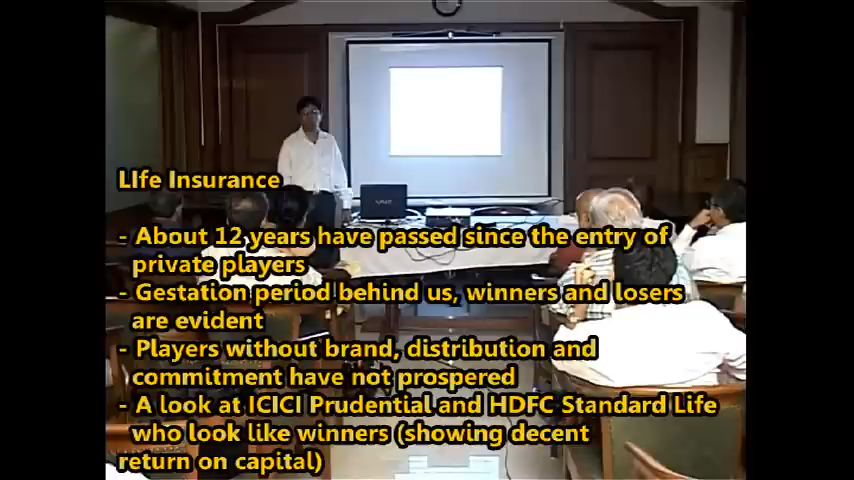 LIfe Insurance
- About 12 years have passed since the entry of
private players
- Gestation period behind us, winners and losers
are evident
- Players without brand, distribution and
commitment have not prospered
- A look at ICICI Prudential and HDFC Standard Life
who look like winners (showing decent
return on capital)